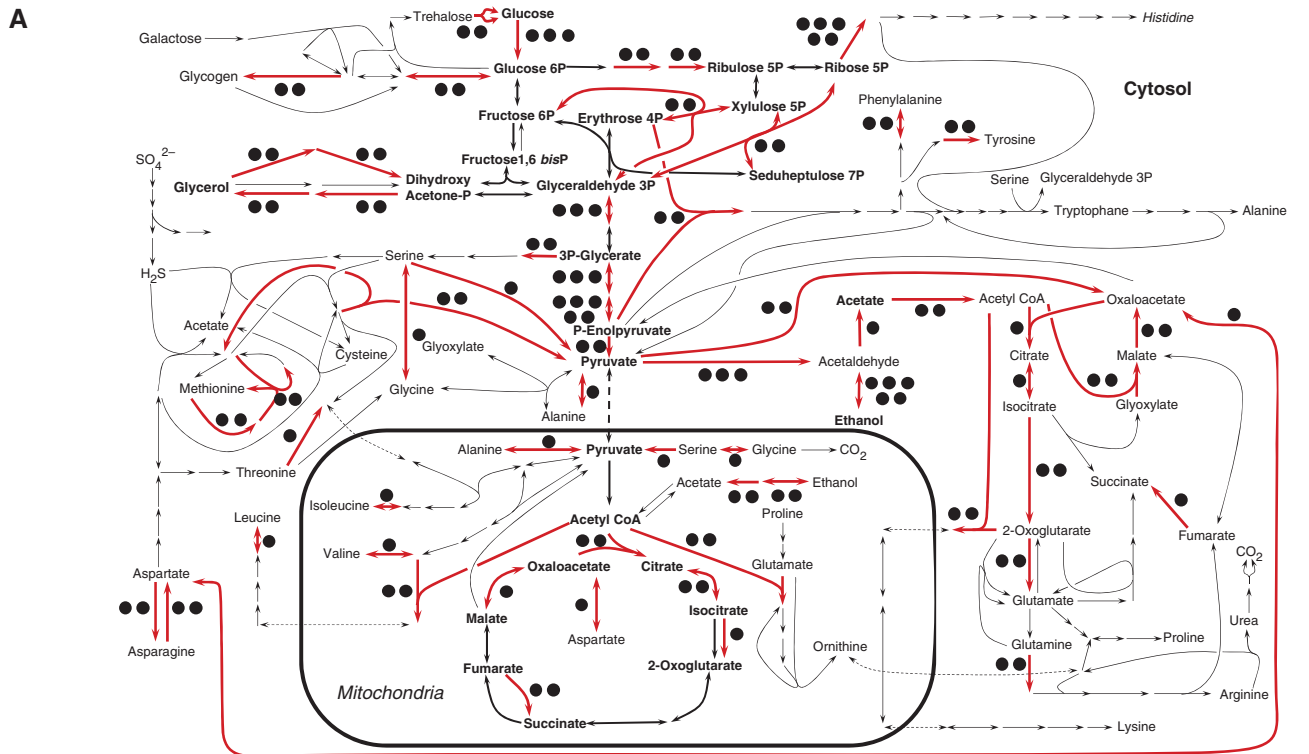 A
Trehalose
Glucose
Galactose
Histidine
Glycogen
Glucose 6P
Ribulose 5P
Ribose 5P
Cytosol
Phenylalanine
Xylulose 5P
Fructose 6P
Erythrose 4P
Tyrosine
SO4 2–
Fructose1,6 bisP
Glycerol
Dihydroxy
Acetone-P
Glyceraldehyde 3P
Seduheptulose 7P
Serine
Glyceraldehyde 3P
Tryptophane
Alanine
Serine
3P-Glycerate
H2S
Acetate
Acetyl CoA
Oxaloacetate
Acetate
P-Enolpyruvate
Cysteine
Glyoxylate
Pyruvate
Acetaldehyde
Citrate
Malate
Methionine
Glycine
Alanine
Ethanol
Isocitrate
Glyoxylate
Alanine
Pyruvate
Serine
Glycine
CO2
Threonine
Acetate
Ethanol
Succinate
Isoleucine
Proline
Leucine
Acetyl CoA
2-Oxoglutarate
Fumarate
Valine
CO2
Oxaloacetate
Citrate
Glutamate
Aspartate
Glutamate
Malate
Isocitrate
Urea
Asparagine
Aspartate
Ornithine
Glutamine
Proline
Fumarate
2-Oxoglutarate
Mitochondria
Arginine
Succinate
Lysine